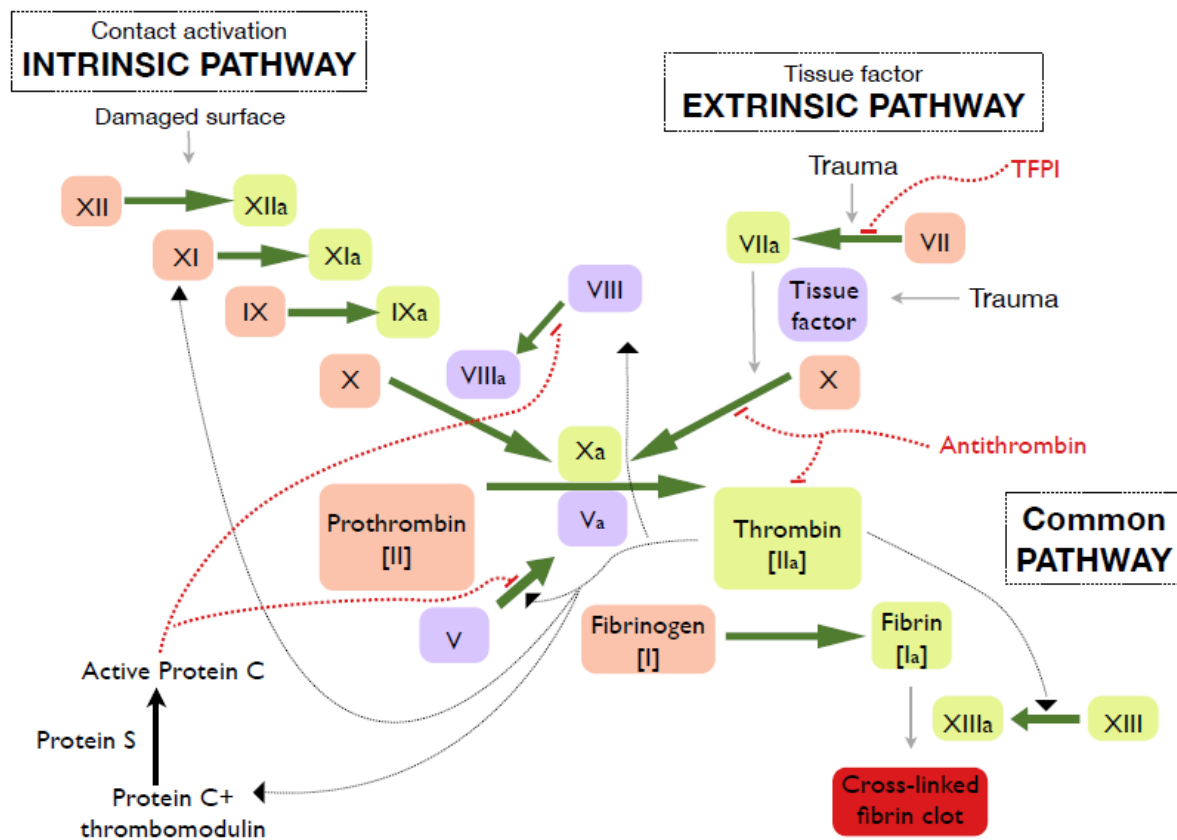 Contact activation
INTRINSIC PATHWAY
Tissue factor
EXTRINSIC PATHWAY
Damaged surface
Trauma
TFPI
XII
XIIa
VIIa
VII
XI
XIa
VIII
Tissue
factor
Trauma
IX
IXa
VIIIa
X
X
Xa
Antithrombin
Prothrombin
[II]
Va
Thrombin
[IIa]
Common
PATHWAY
V
Fibrinogen
[I]
Fibrin
[Ia]
Active Protein C
XIIIa
XIII
Protein S
Protein C+
thrombomodulin
Cross-linked
fibrin clot